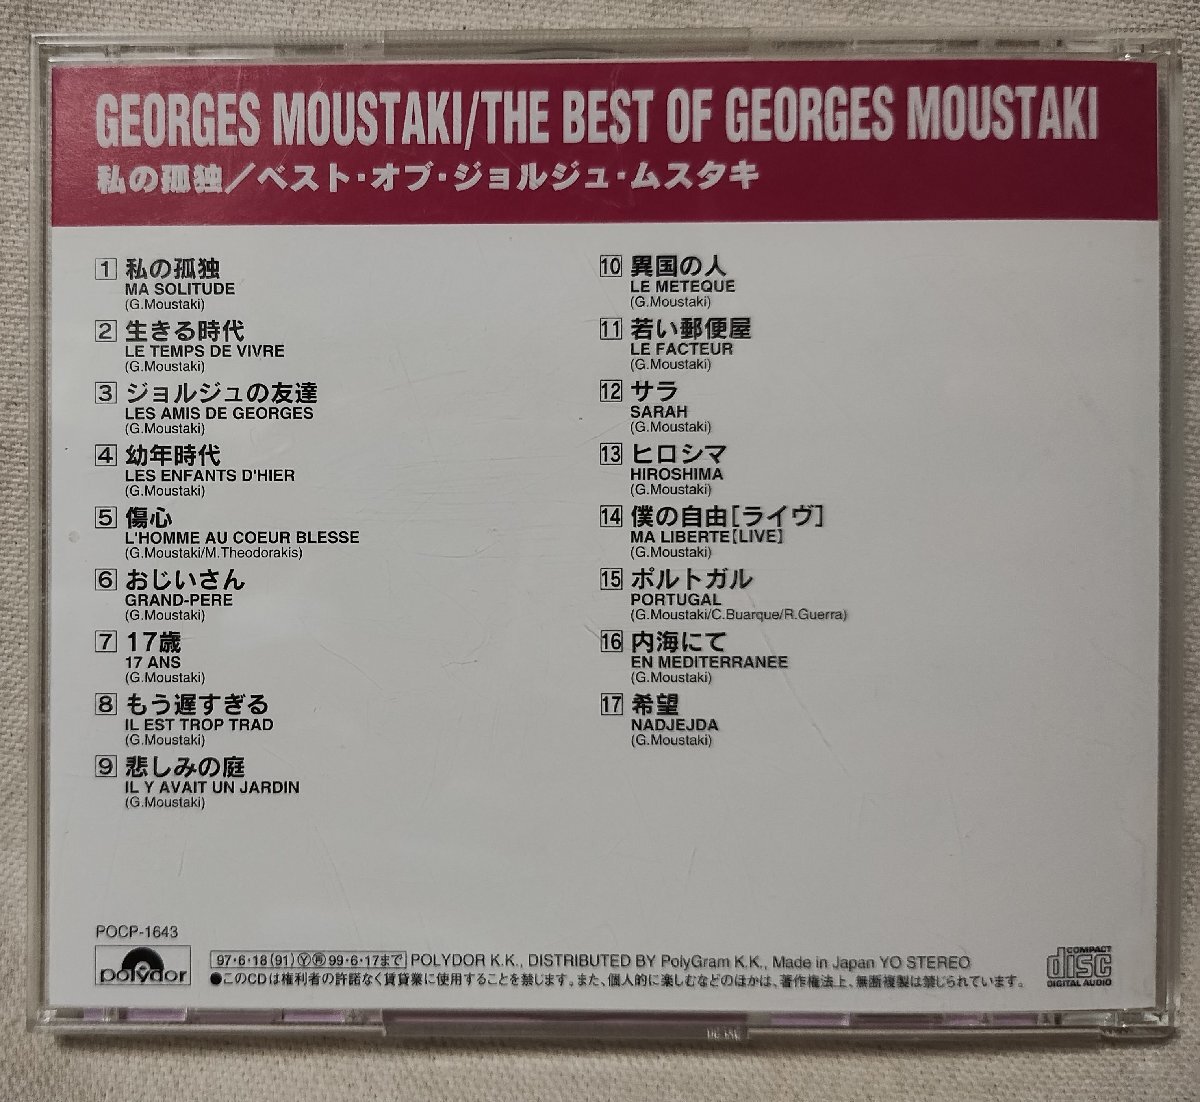 GEORGES MOUSTAKI/THE BEST OF GEORGES MOUSTAKI
私の孤独／ベスト・オブ・ジョルジュ・ムスタキ
1 私の孤独
MA SOLITUDE
(G.Moustaki)
2 生きる時代
LE TEMPS DE VIVRE
(G.Moustaki)
3 ジョルジュの友達
LES AMIS DE GEORGES
(G.Moustaki)
4 幼年時代
LES ENFANTS D'HIER
(G.Moustaki)
5 傷心
L'HOMME AU COEUR BLESSE
(G.Moustaki/M.Theodorakis)
6 おじいさん
GRAND-PERE
(G.Moustaki)
7 17歳
17 ANS
(G.Moustaki)
8 もう遅すぎる
IL EST TROP TRAD
(G.Moustaki)
9 悲しみの庭
IL Y AVAIT UN JARDIN
(G.Moustaki)
10 異国の人
LE METEQUE
(G.Moustaki)
11 若い郵便屋
LE FACTEUR
(G.Moustaki)
12 サラ
SARAH
(G.Moustaki)
13 ヒロシマ
HIROSHIMA
(G.Moustaki)
14 僕の自由[ライヴ]
MA LIBERTE[LIVE]
(G.Moustaki)
15 ポルトガル
PORTUGAL
(G.Moustaki/C.Buarque/R.Guerra)
16 内海にて
EN MEDITERRANEE
(G.Moustaki)
17 希望
NADJEJDA
(G.Moustaki)
POCP-1643
polydor
97・6・18(91)Ⓨ㊢99・6・17まで POLYDOR K.K., DISTRIBUTED BY PolyGram K.K., Made in Japan YO STEREO
●このCDは権利者の許諾なく賃貸業に使用することを禁じます。また、個人的に楽しむなどのほかは、著作権法上、無断複製は禁じられています。
COMPACT
disc
DIGITAL AUDIO